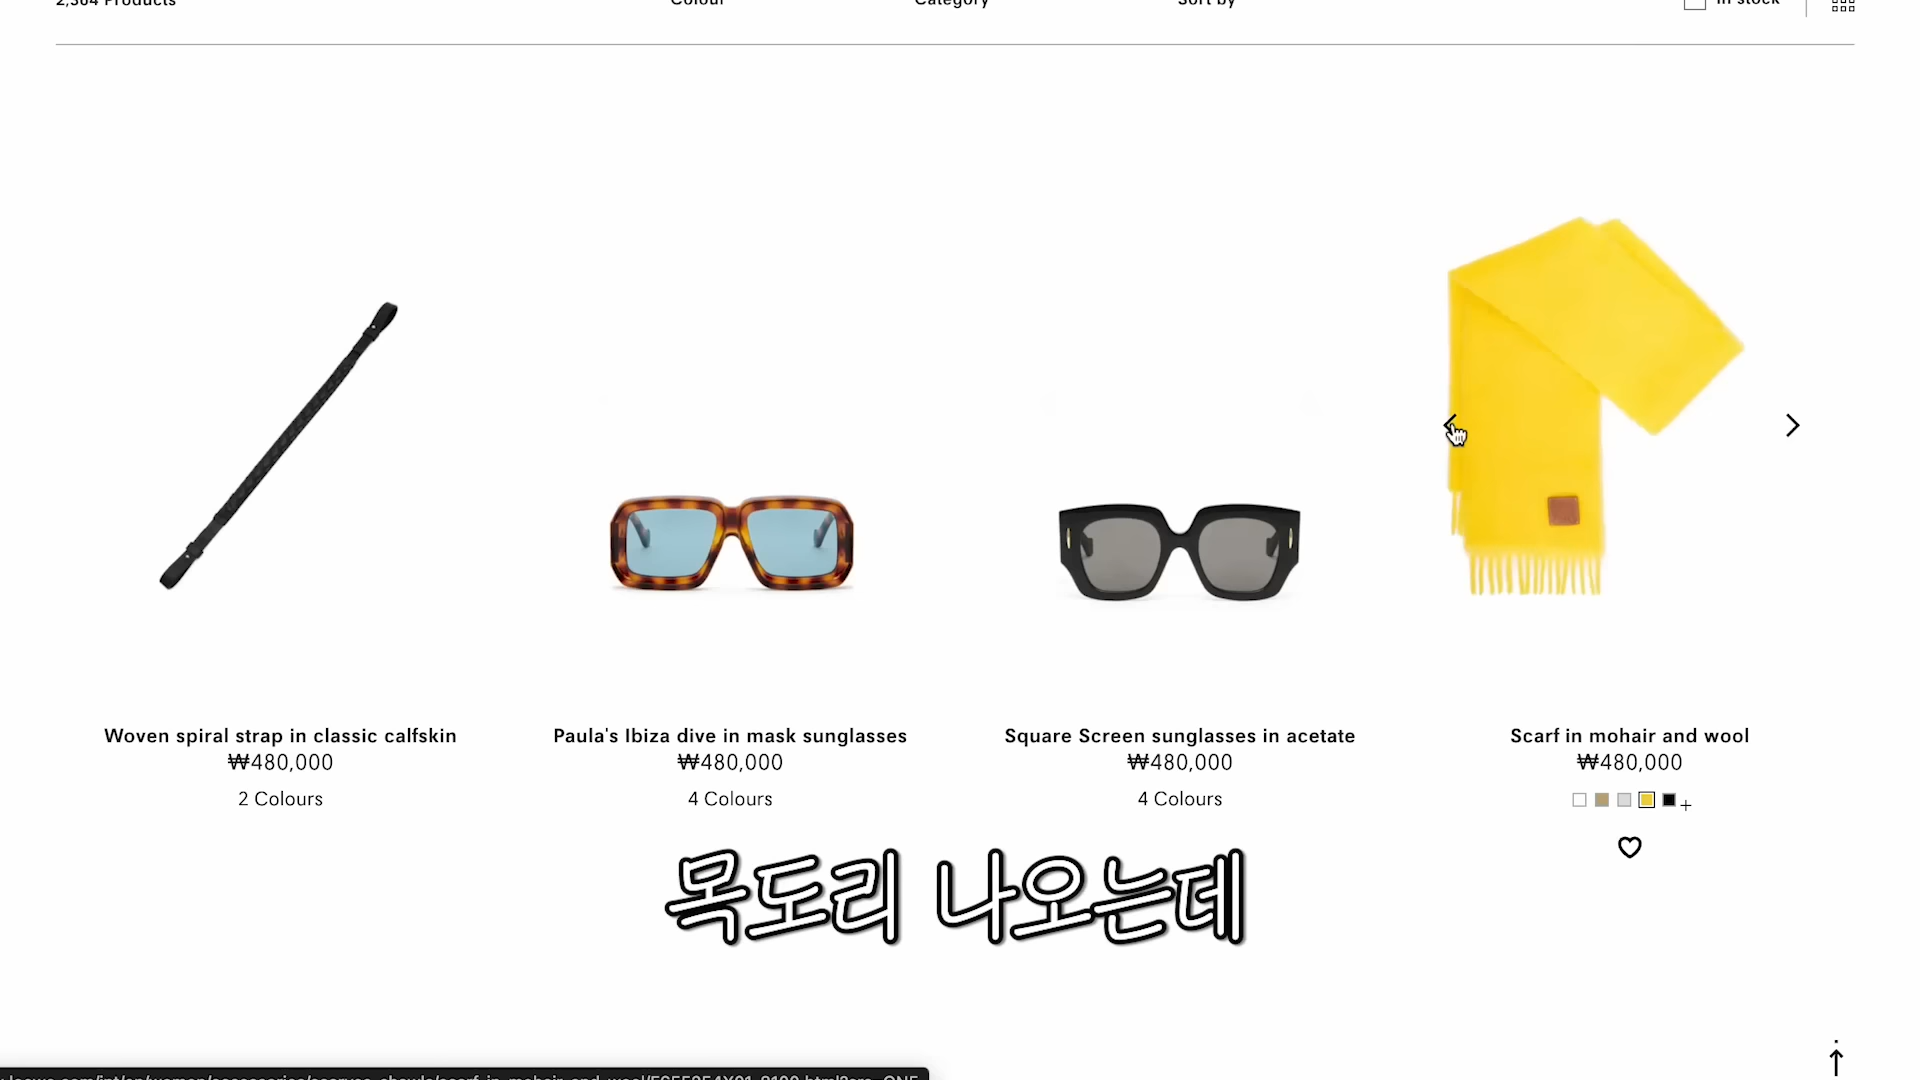 2,364 Products
Colour
Category
Sort by
In stock
Woven spiral strap in classic calfskin
₩480,000
2 Colours
Paula's Ibiza dive in mask sunglasses
₩480,000
4 Colours
Square Screen sunglasses in acetate
₩480,000
4 Colours
Scarf in mohair and wool
₩480,000
+
목도리 나오는데